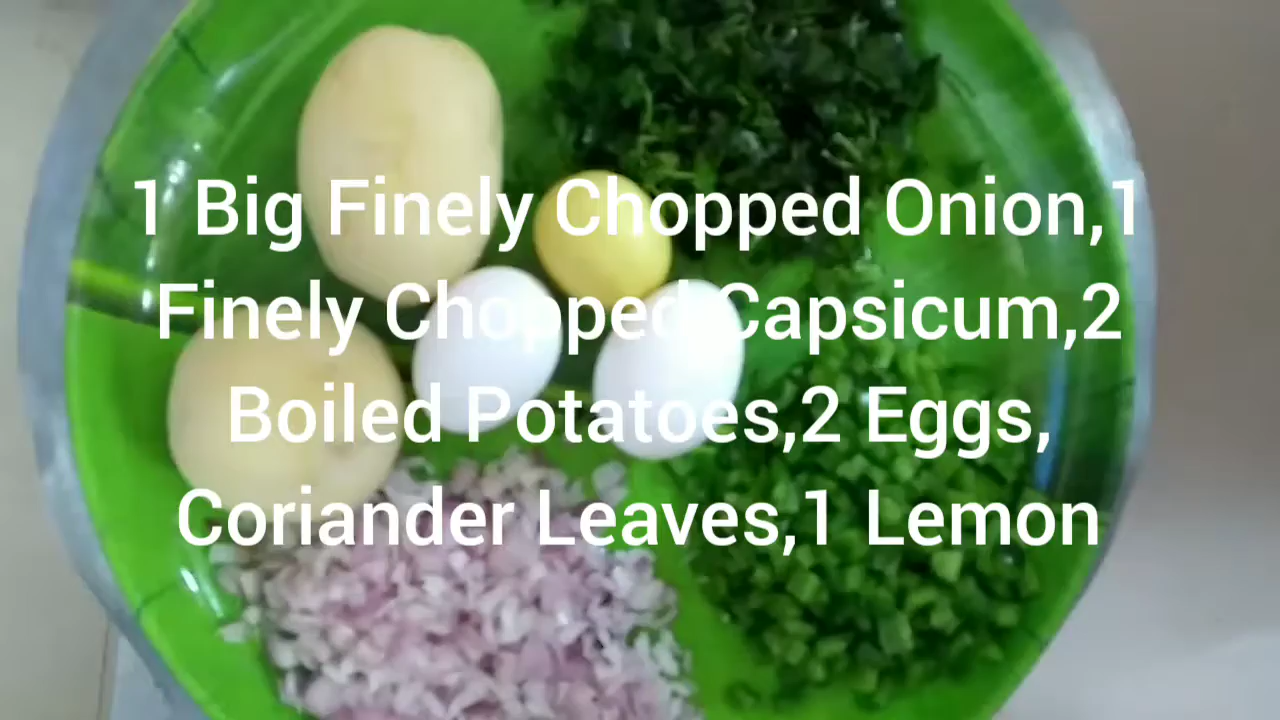 1 Big Finely Chopped Onion,1
Finely Chopped Capsicum,2
Boiled Potatoes,2 Eggs,
Coriander Leaves,1 Lemon